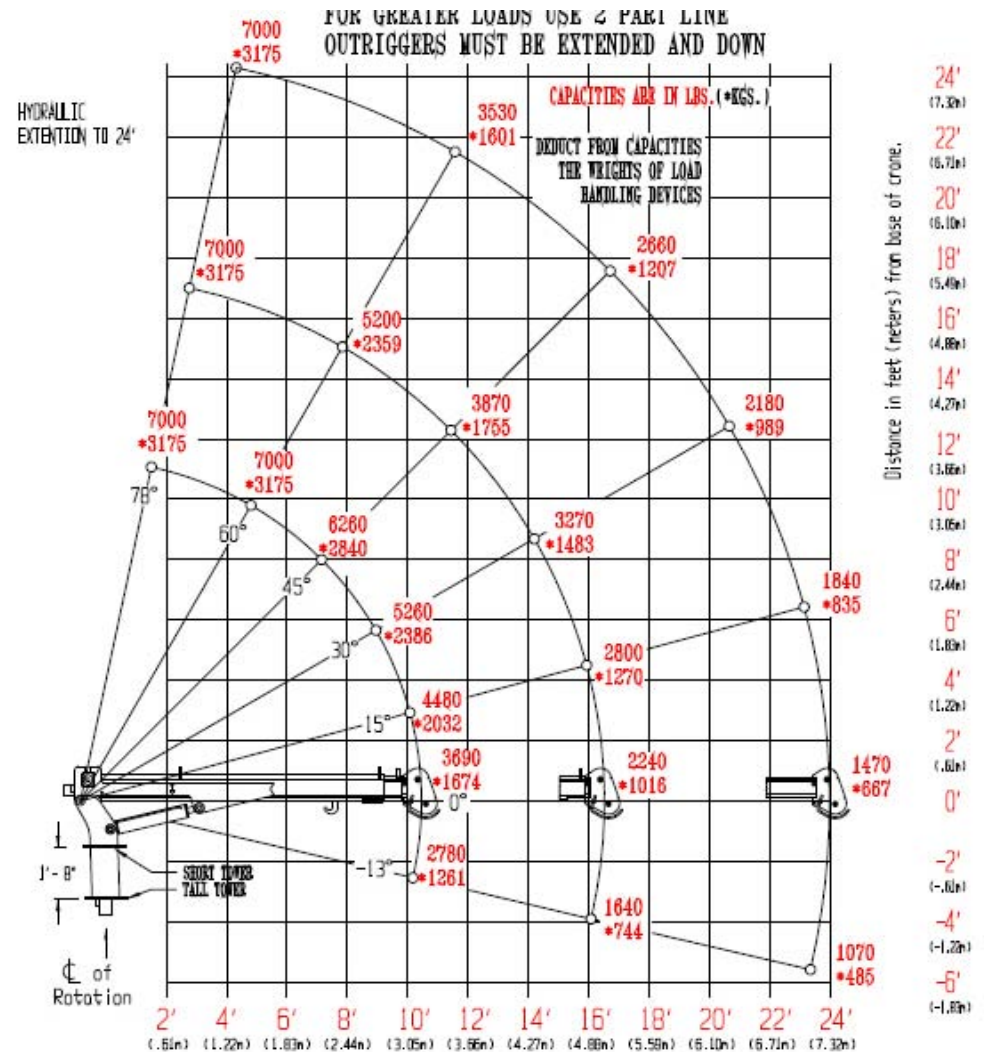 FOR GREATER LOADS USE 2 PART LINE
OUTRIGGERS MUST BE EXTENDED AND DOWN
CAPACITIES ARE IN LBS.(*KGS.)
HYDRAULIC
EXTENTION TO 24'
DEDUCT FROM CAPACITIES
THE WEIGHTS OF LOAD
HANDLING DEVICES
7000
*3175
3530
*1601
2660
*1207
2180
*989
1840
*835
1470
*667
1070
*485
7000
*3175
5200
*2359
3870
*1755
3270
*1483
2800
*1270
2240
*1016
1640
*744
7000
*3175
7000
*3175
6260
*2840
5260
*2386
4480
*2032
3690
*1674
2780
*1261
78°
60°
45°
30°
15°
0°
-13°
1'-8"
SHORT TOWER
TALL TOWER
℄ of
Rotation
Distance in feet (meters) from base of crane.
24'
(7.32m)
22'
(6.71m)
20'
(6.10m)
18'
(5.49m)
16'
(4.88m)
14'
(4.27m)
12'
(3.66m)
10'
(3.05m)
8'
(2.44m)
6'
(1.83m)
4'
(1.22m)
2'
(.61m)
0'
-2'
(-.61m)
-4'
(-1.22m)
-6'
(-1.83m)
2' 4' 6' 8' 10' 12' 14' 16' 18' 20' 22' 24'
(.61m) (1.22m) (1.83m) (2.44m) (3.05m) (3.66m) (4.27m) (4.88m) (5.59m) (6.10m) (6.71m) (7.32m)